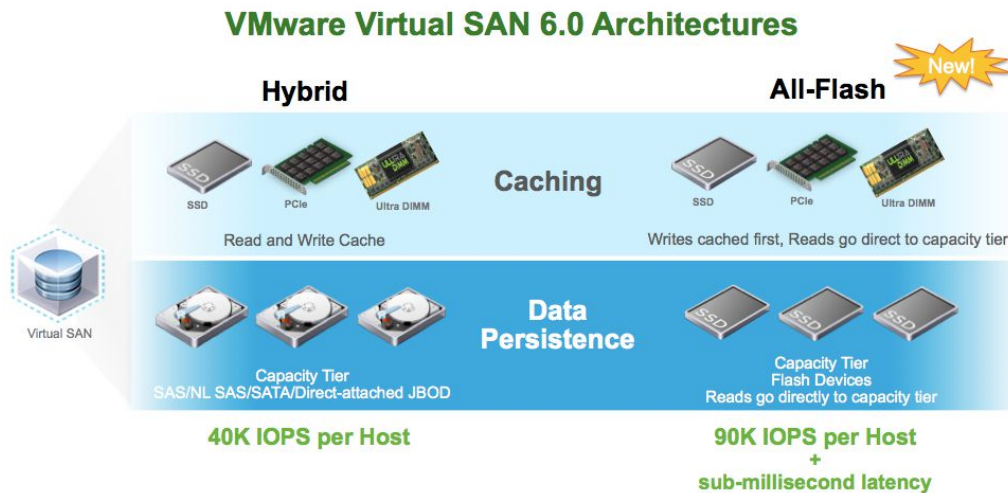 VMware Virtual SAN 6.0 Architectures
New!
Hybrid
All-Flash
SSD
SSD
PCIe
ULTRA DIMM
Ultra DIMM
Caching
SSD
SSD
PCIe
ULTRA DIMM
Ultra DIMM
Read and Write Cache
Writes cached first, Reads go direct to capacity tier
Virtual SAN
Data
Persistence
SSD
SSD
SSD
Capacity Tier
SAS/NL SAS/SATA/Direct-attached JBOD
Capacity Tier
Flash Devices
Reads go directly to capacity tier
40K IOPS per Host
90K IOPS per Host
+
sub-millisecond latency